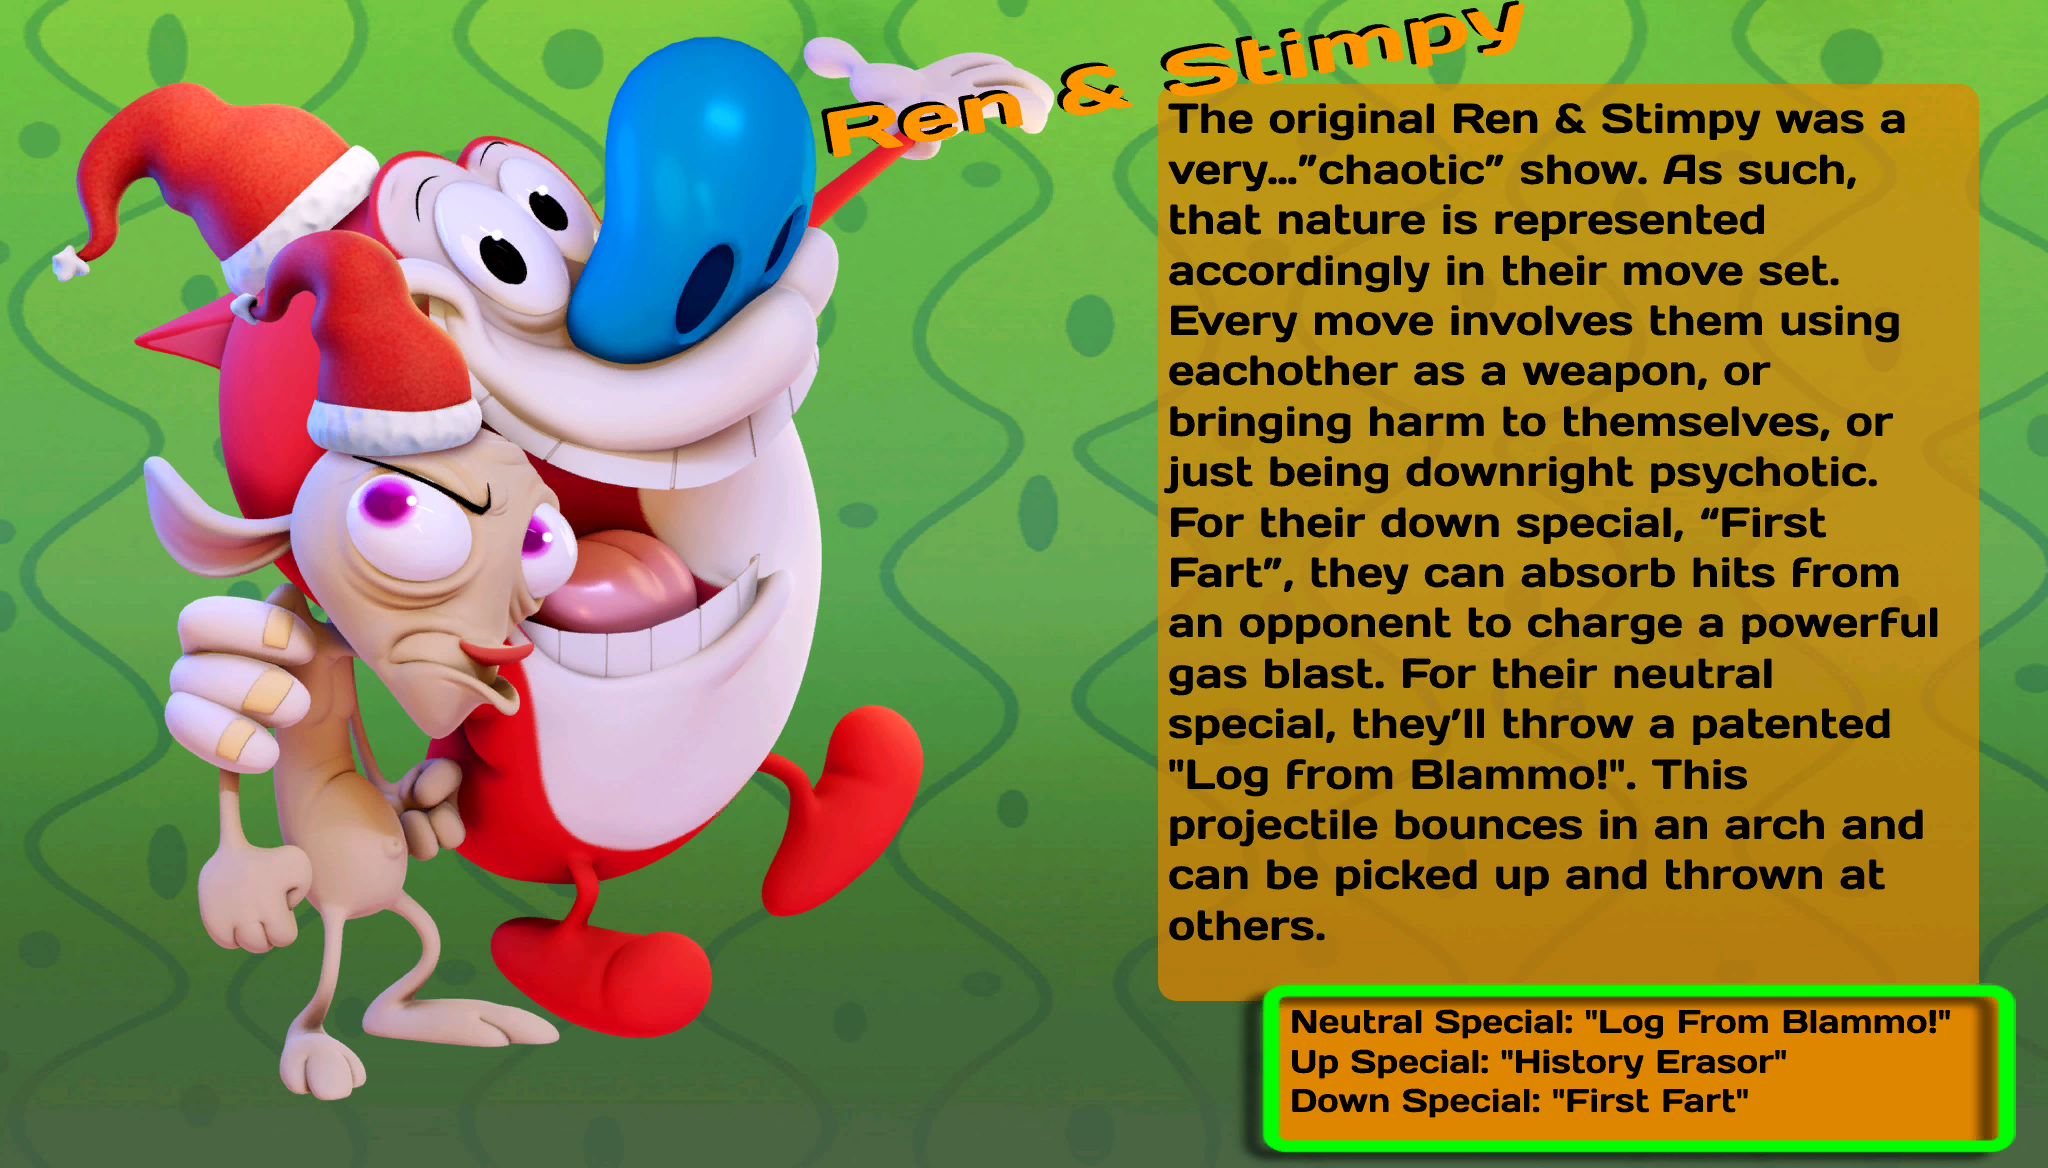 Ren & Stimpy
The original Ren & Stimpy was a
very..."chaotic" show. As such,
that nature is represented
accordingly in their move set.
Every move involves them using
eachother as a weapon, or
bringing harm to themselves, or
just being downright psychotic.
For their down special, “First
Fart”, they can absorb hits from
an opponent to charge a powerful
gas blast. For their neutral
special, they’ll throw a patented
"Log from Blammo!". This
projectile bounces in an arch and
can be picked up and thrown at
others.
Neutral Special: "Log From Blammo!"
Up Special: "History Erasor"
Down Special: "First Fart"